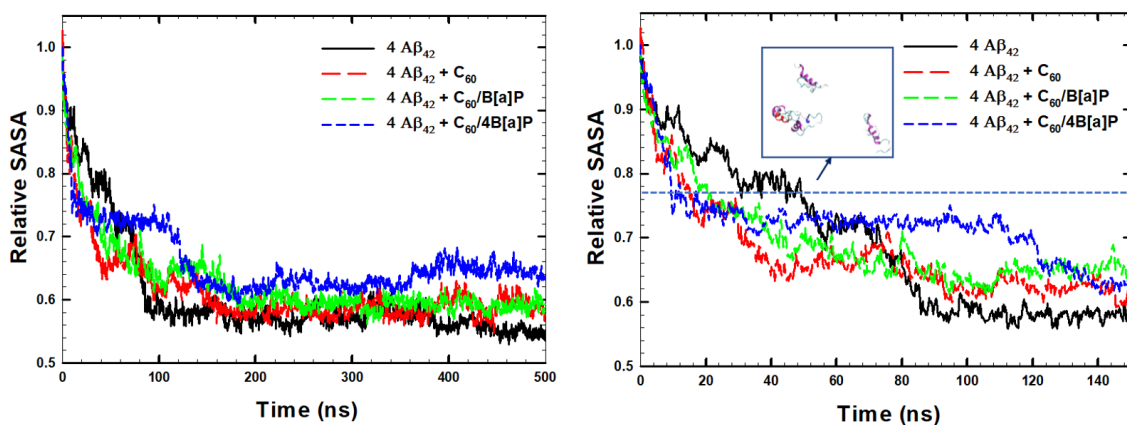 Relative SASA
1.0
0.9
0.8
0.7
0.6
0.5
0
100
200
300
400
500
Time (ns)
4 Aβ₄₂
4 Aβ₄₂ + C₆₀
4 Aβ₄₂ + C₆₀/B[a]P
4 Aβ₄₂ + C₆₀/4B[a]P
Relative SASA
1.0
0.9
0.8
0.7
0.6
0.5
0
20
40
60
80
100
120
140
Time (ns)
4 Aβ₄₂
4 Aβ₄₂ + C₆₀
4 Aβ₄₂ + C₆₀/B[a]P
4 Aβ₄₂ + C₆₀/4B[a]P